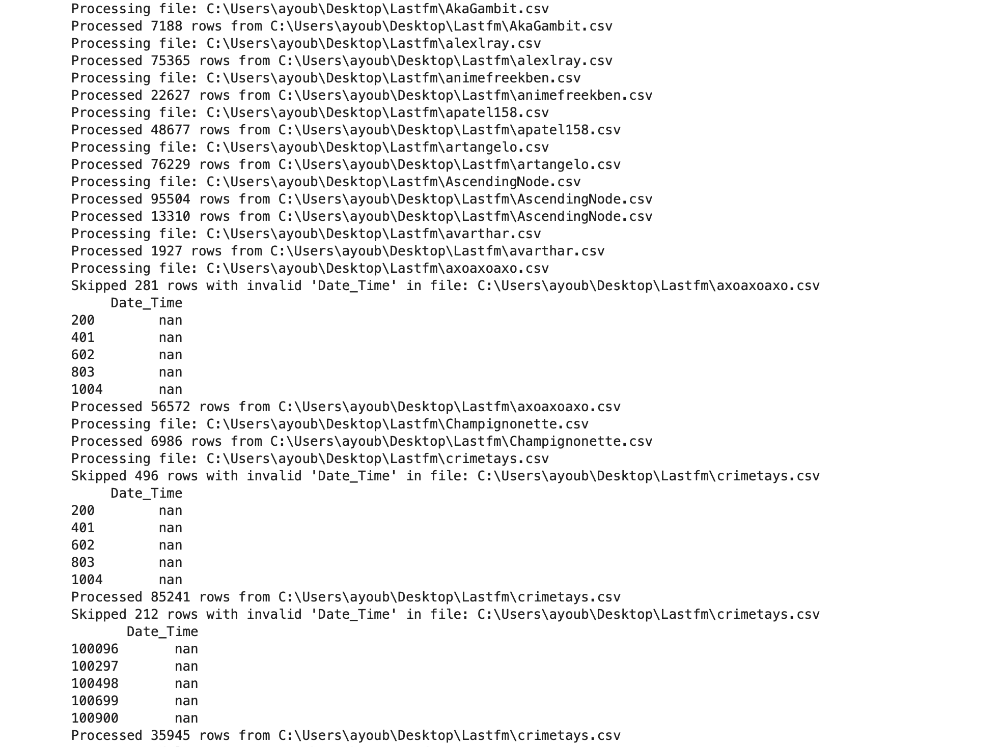 Processing file: C:\Users\ayoub\Desktop\Lastfm\AkaGambit.csv
Processed 7188 rows from C:\Users\ayoub\Desktop\Lastfm\AkaGambit.csv
Processing file: C:\Users\ayoub\Desktop\Lastfm\alexlray.csv
Processed 75365 rows from C:\Users\ayoub\Desktop\Lastfm\alexlray.csv
Processing file: C:\Users\ayoub\Desktop\Lastfm\animefreekben.csv
Processed 22627 rows from C:\Users\ayoub\Desktop\Lastfm\animefreekben.csv
Processing file: C:\Users\ayoub\Desktop\Lastfm\apatel158.csv
Processed 48677 rows from C:\Users\ayoub\Desktop\Lastfm\apatel158.csv
Processing file: C:\Users\ayoub\Desktop\Lastfm\artangelo.csv
Processed 76229 rows from C:\Users\ayoub\Desktop\Lastfm\artangelo.csv
Processing file: C:\Users\ayoub\Desktop\Lastfm\AscendingNode.csv
Processed 95504 rows from C:\Users\ayoub\Desktop\Lastfm\AscendingNode.csv
Processed 13310 rows from C:\Users\ayoub\Desktop\Lastfm\AscendingNode.csv
Processing file: C:\Users\ayoub\Desktop\Lastfm\avarthar.csv
Processed 1927 rows from C:\Users\ayoub\Desktop\Lastfm\avarthar.csv
Processing file: C:\Users\ayoub\Desktop\Lastfm\axoaxoaxo.csv
Skipped 281 rows with invalid 'Date_Time' in file: C:\Users\ayoub\Desktop\Lastfm\axoaxoaxo.csv
Date_Time
200 nan
401 nan
602 nan
803 nan
1004 nan
Processed 56572 rows from C:\Users\ayoub\Desktop\Lastfm\axoaxoaxo.csv
Processing file: C:\Users\ayoub\Desktop\Lastfm\Champignonette.csv
Processed 6986 rows from C:\Users\ayoub\Desktop\Lastfm\Champignonette.csv
Processing file: C:\Users\ayoub\Desktop\Lastfm\crimetays.csv
Skipped 496 rows with invalid 'Date_Time' in file: C:\Users\ayoub\Desktop\Lastfm\crimetays.csv
Date_Time
200 nan
401 nan
602 nan
803 nan
1004 nan
Processed 85241 rows from C:\Users\ayoub\Desktop\Lastfm\crimetays.csv
Skipped 212 rows with invalid 'Date_Time' in file: C:\Users\ayoub\Desktop\Lastfm\crimetays.csv
Date_Time
100096 nan
100297 nan
100498 nan
100699 nan
100900 nan
Processed 35945 rows from C:\Users\ayoub\Desktop\Lastfm\crimetays.csv